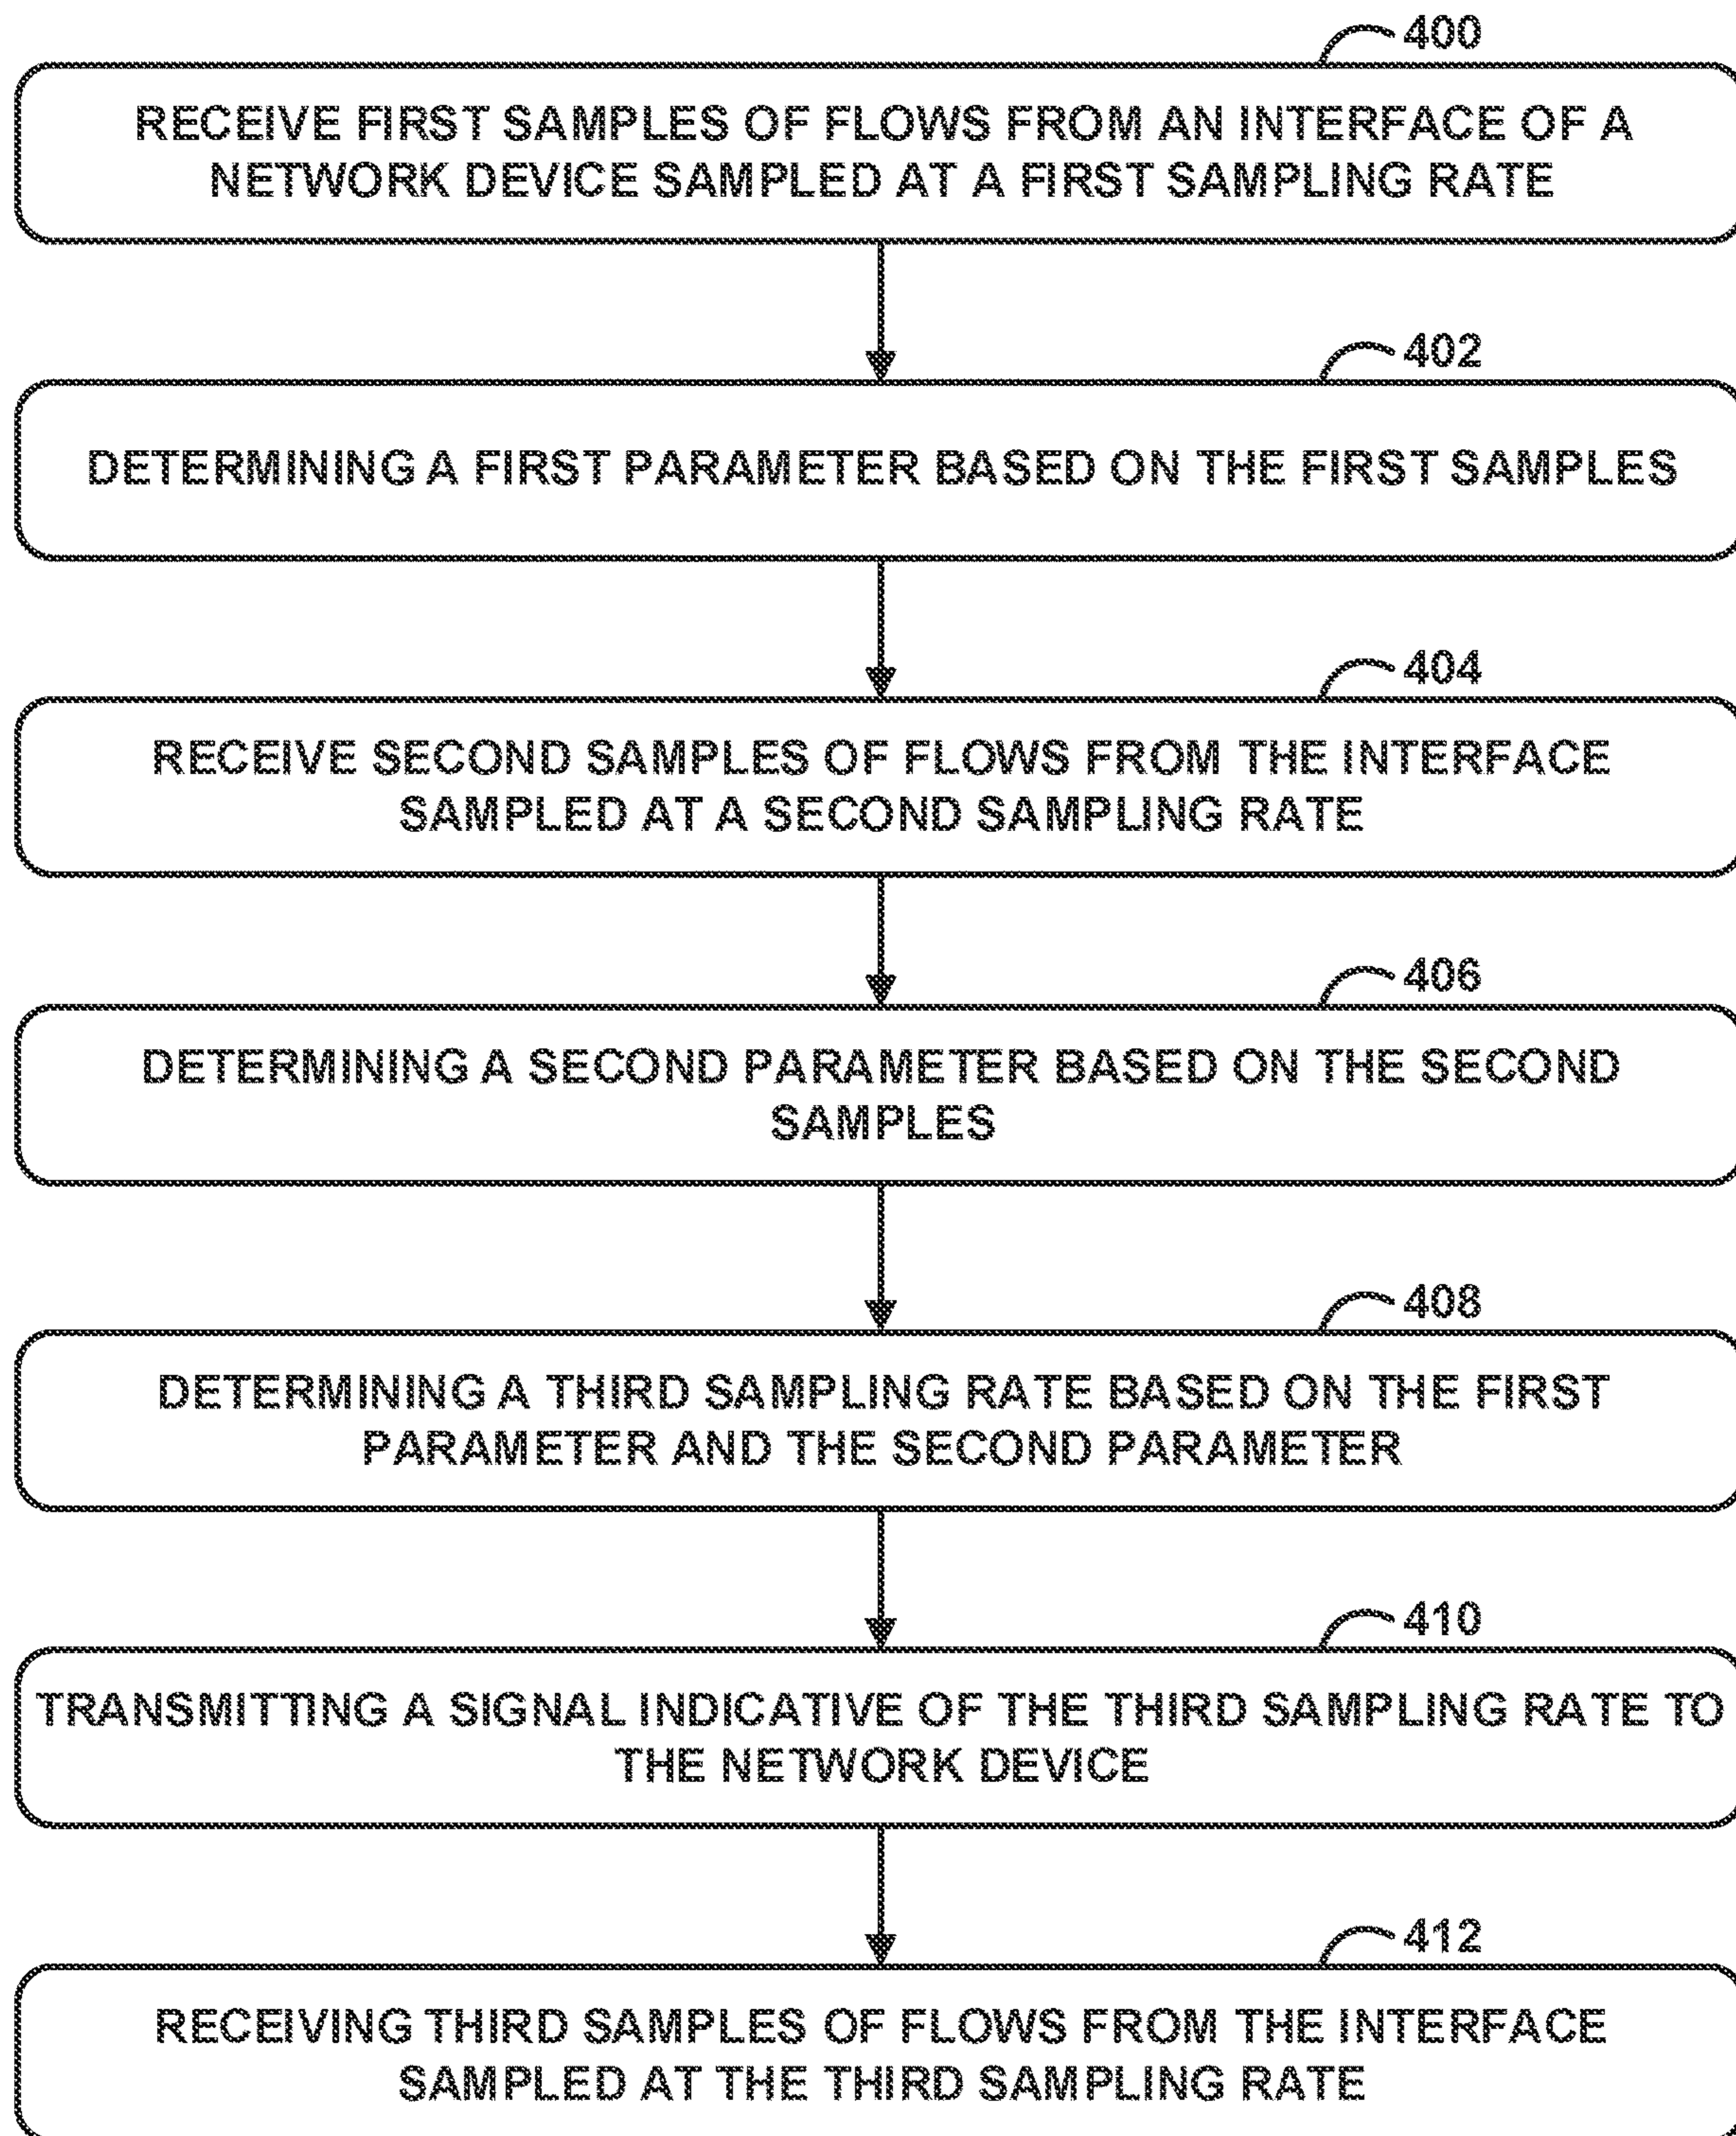 400
RECEIVE FIRST SAMPLES OF FLOWS FROM AN INTERFACE OF A
NETWORK DEVICE SAMPLED AT A FIRST SAMPLING RATE
402
DETERMINING A FIRST PARAMETER BASED ON THE FIRST SAMPLES
404
RECEIVE SECOND SAMPLES OF FLOWS FROM THE INTERFACE
SAMPLED AT A SECOND SAMPLING RATE
406
DETERMINING A SECOND PARAMETER BASED ON THE SECOND
SAMPLES
408
DETERMINING A THIRD SAMPLING RATE BASED ON THE FIRST
PARAMETER AND THE SECOND PARAMETER
410
TRANSMITTING A SIGNAL INDICATIVE OF THE THIRD SAMPLING RATE TO
THE NETWORK DEVICE
412
RECEIVING THIRD SAMPLES OF FLOWS FROM THE INTERFACE
SAMPLED AT THE THIRD SAMPLING RATE